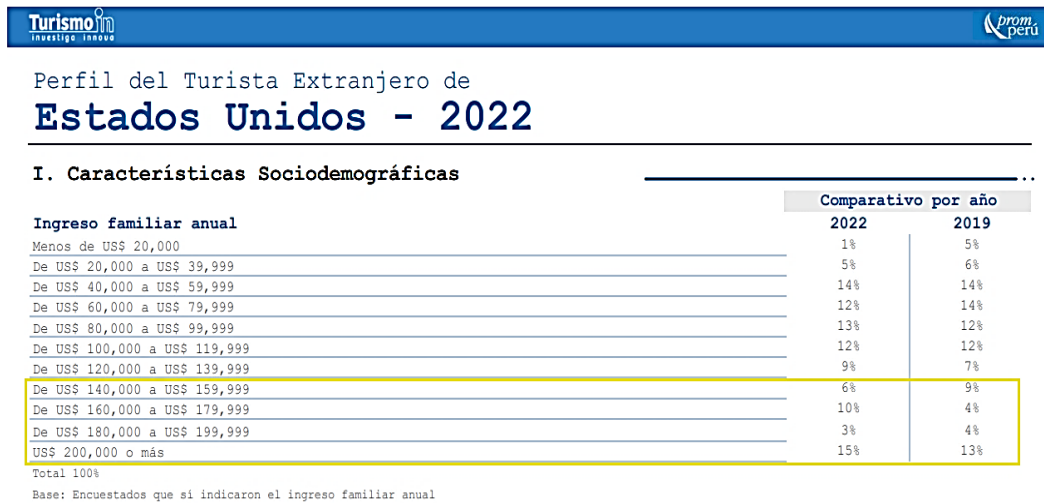 Turismo in
investiga innova
prom
perú
Perfil del Turista Extranjero de
Estados Unidos - 2022
I. Características Sociodemográficas
Comparativo por año
Ingreso familiar anual 2022 2019
Menos de US$ 20,000 1% 5%
De US$ 20,000 a US$ 39,999 5% 6%
De US$ 40,000 a US$ 59,999 14% 14%
De US$ 60,000 a US$ 79,999 12% 14%
De US$ 80,000 a US$ 99,999 13% 12%
De US$ 100,000 a US$ 119,999 12% 12%
De US$ 120,000 a US$ 139,999 9% 7%
De US$ 140,000 a US$ 159,999 6% 9%
De US$ 160,000 a US$ 179,999 10% 4%
De US$ 180,000 a US$ 199,999 3% 4%
US$ 200,000 o más 15% 13%
Total 100%
Base: Encuestados que sí indicaron el ingreso familiar anual